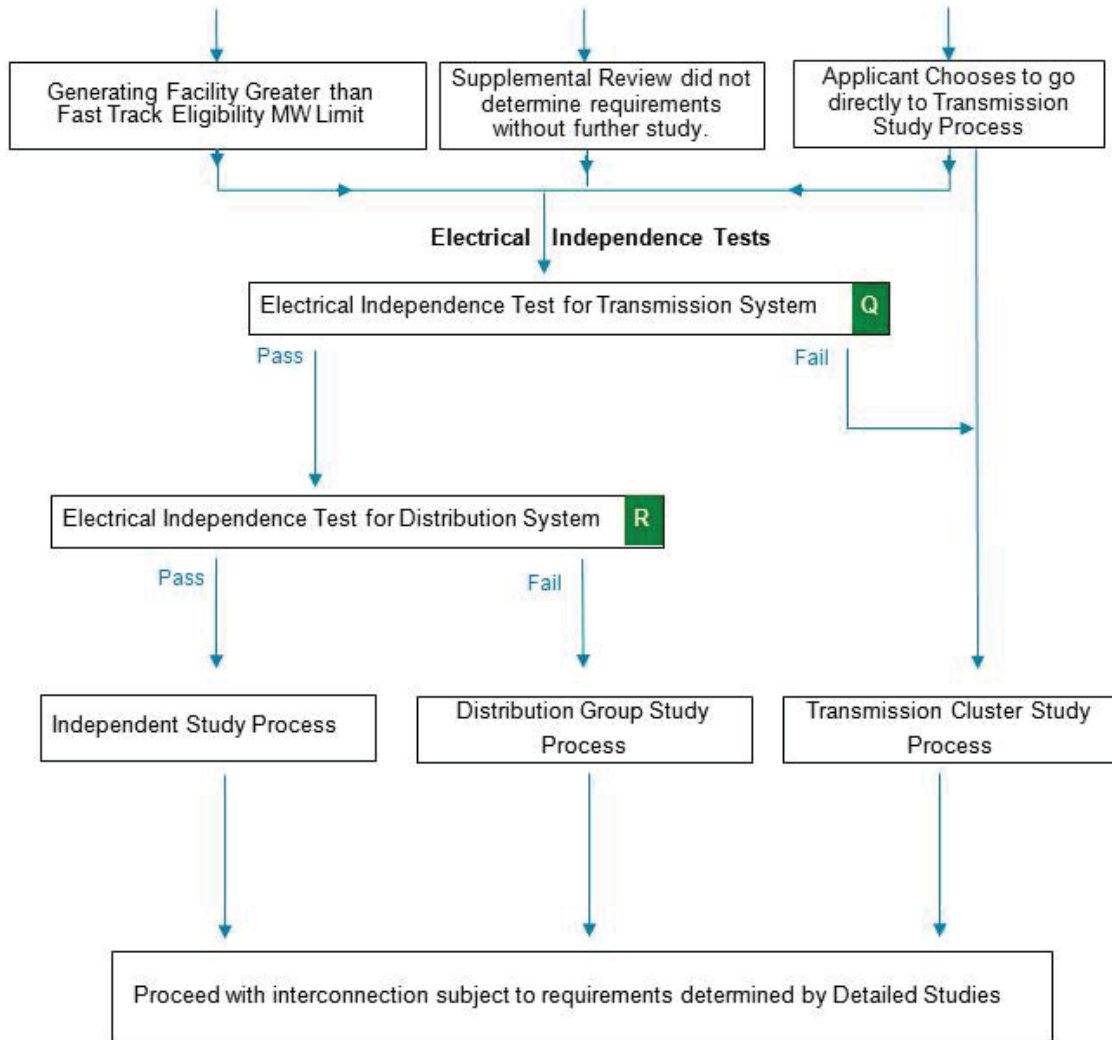 Generating Facility Greater than
Fast Track Eligibility MW Limit
Supplemental Review did not
determine requirements
without further study.
Applicant Chooses to go
directly to Transmission
Study Process
Electrical Independence Tests
Electrical Independence Test for Transmission System Q
Pass
Fail
Electrical Independence Test for Distribution System R
Pass
Fail
Independent Study Process
Distribution Group Study
Process
Transmission Cluster Study
Process
Proceed with interconnection subject to requirements determined by Detailed Studies